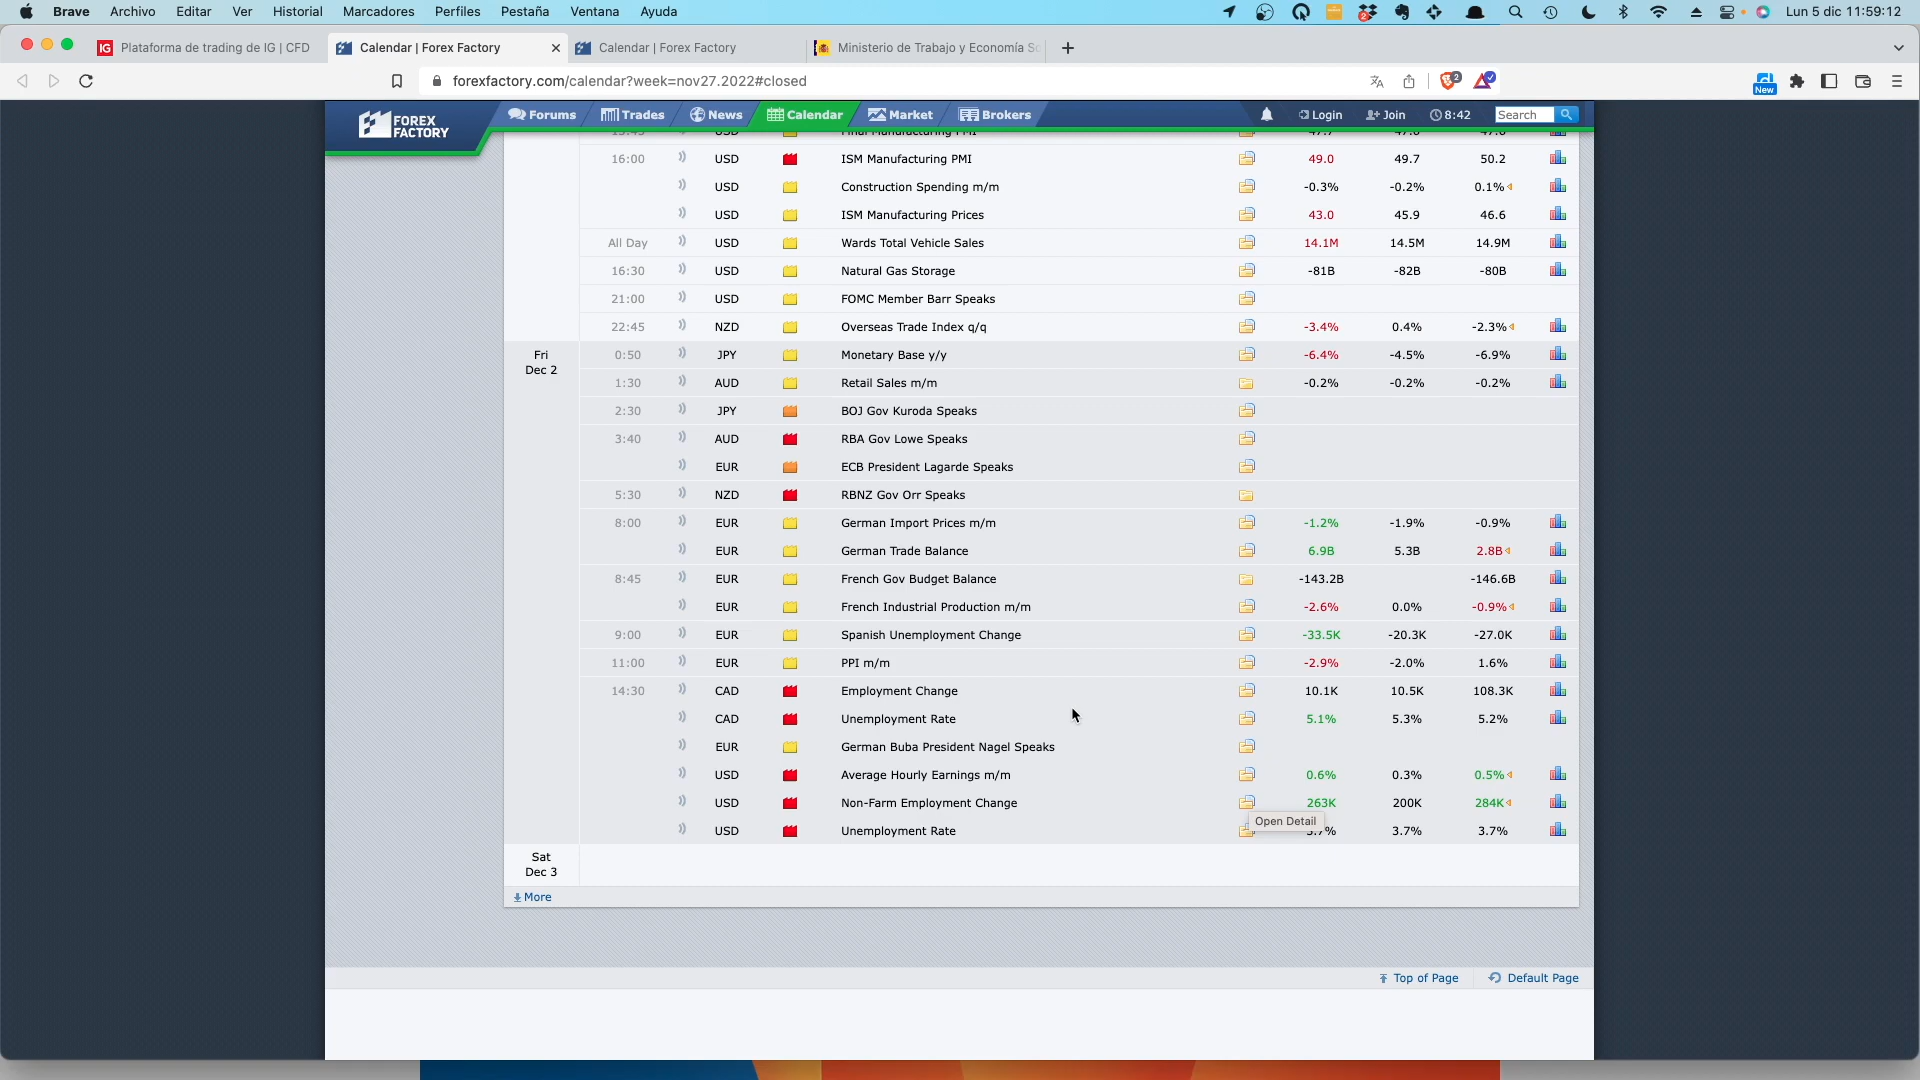 Brave Archivo Editar Ver Historial Marcadores Perfiles Pestaña Ventana Ayuda 2 Lun 5 dic 11:59:12
IG Plataforma de trading de IG | CFD Calendar | Forex Factory Calendar | Forex Factory Ministerio de Trabajo y Economía
forexfactory.com/calendar?week=nov27.2022#closed 2 New
FOREX FACTORY Forums Trades News Calendar Market Brokers Login Join 8:42 Search
16:00 USD ISM Manufacturing PMI 49.0 49.7 50.2
USD Construction Spending m/m -0.3% -0.2% 0.1%
USD ISM Manufacturing Prices 43.0 45.9 46.6
All Day USD Wards Total Vehicle Sales 14.1M 14.5M 14.9M
16:30 USD Natural Gas Storage -81B -82B -80B
21:00 USD FOMC Member Barr Speaks
22:45 NZD Overseas Trade Index q/q -3.4% 0.4% -2.3%
Fri Dec 2 0:50 JPY Monetary Base y/y -6.4% -4.5% -6.9%
1:30 AUD Retail Sales m/m -0.2% -0.2% -0.2%
2:30 JPY BOJ Gov Kuroda Speaks
3:40 AUD RBA Gov Lowe Speaks
EUR ECB President Lagarde Speaks
5:30 NZD RBNZ Gov Orr Speaks
8:00 EUR German Import Prices m/m -1.2% -1.9% -0.9%
EUR German Trade Balance 6.9B 5.3B 2.8B
8:45 EUR French Gov Budget Balance -143.2B -146.6B
EUR French Industrial Production m/m -2.6% 0.0% -0.9%
9:00 EUR Spanish Unemployment Change -33.5K -20.3K -27.0K
11:00 EUR PPI m/m -2.9% -2.0% 1.6%
14:30 CAD Employment Change 10.1K 10.5K 108.3K
CAD Unemployment Rate 5.1% 5.3% 5.2%
EUR German Buba President Nagel Speaks
USD Average Hourly Earnings m/m 0.6% 0.3% 0.5%
USD Non-Farm Employment Change 263K 200K 284K
Open Detail
USD Unemployment Rate 3.7% 3.7%
Sat Dec 3
More
Top of Page Default Page